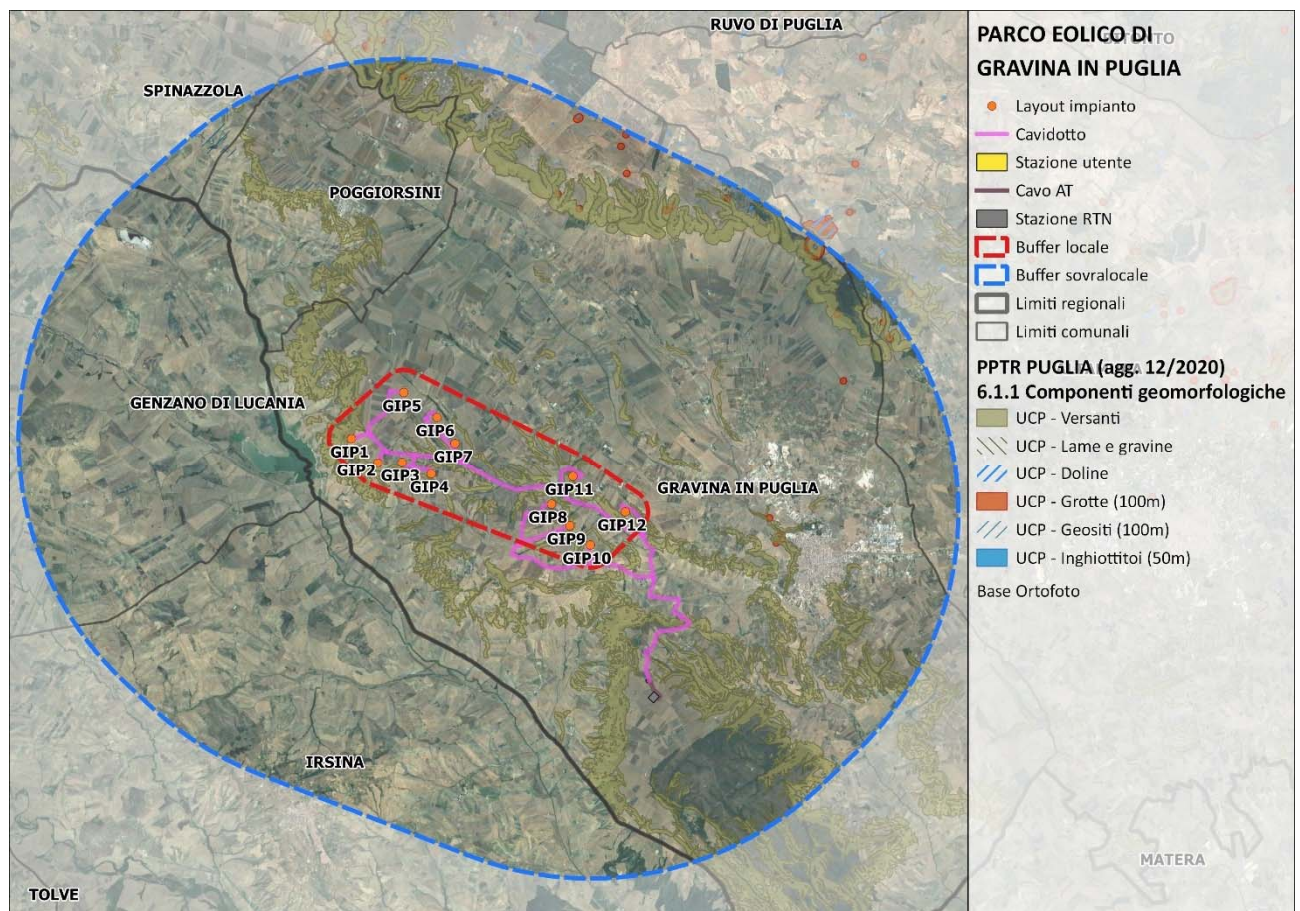 RUVO DI PUGLIA
SPINAZZOLA
POGGIORSINI
GENZANO DI LUCANIA
GIP5
GIP6
GIP1
GIP7
GIP2
GIP3
GIP4
GIP11
GRAVINA IN PUGLIA
GIP8
GIP12
GIP9
GIP10
IRSINA
TOLVE
PARCO EOLICO DI
GRAVINA IN PUGLIA
Layout impianto
Cavidotto
Stazione utente
Cavo AT
Stazione RTN
Buffer locale
Buffer sovralocale
Limiti regionali
Limiti comunali
PPTR PUGLIA (agg. 12/2020)
6.1.1 Componenti geomorfologiche
UCP - Versanti
UCP - Lame e gravine
UCP - Doline
UCP - Grotte (100m)
UCP - Geositi (100m)
UCP - Inghiottitoi (50m)
Base Ortofoto
MATERA